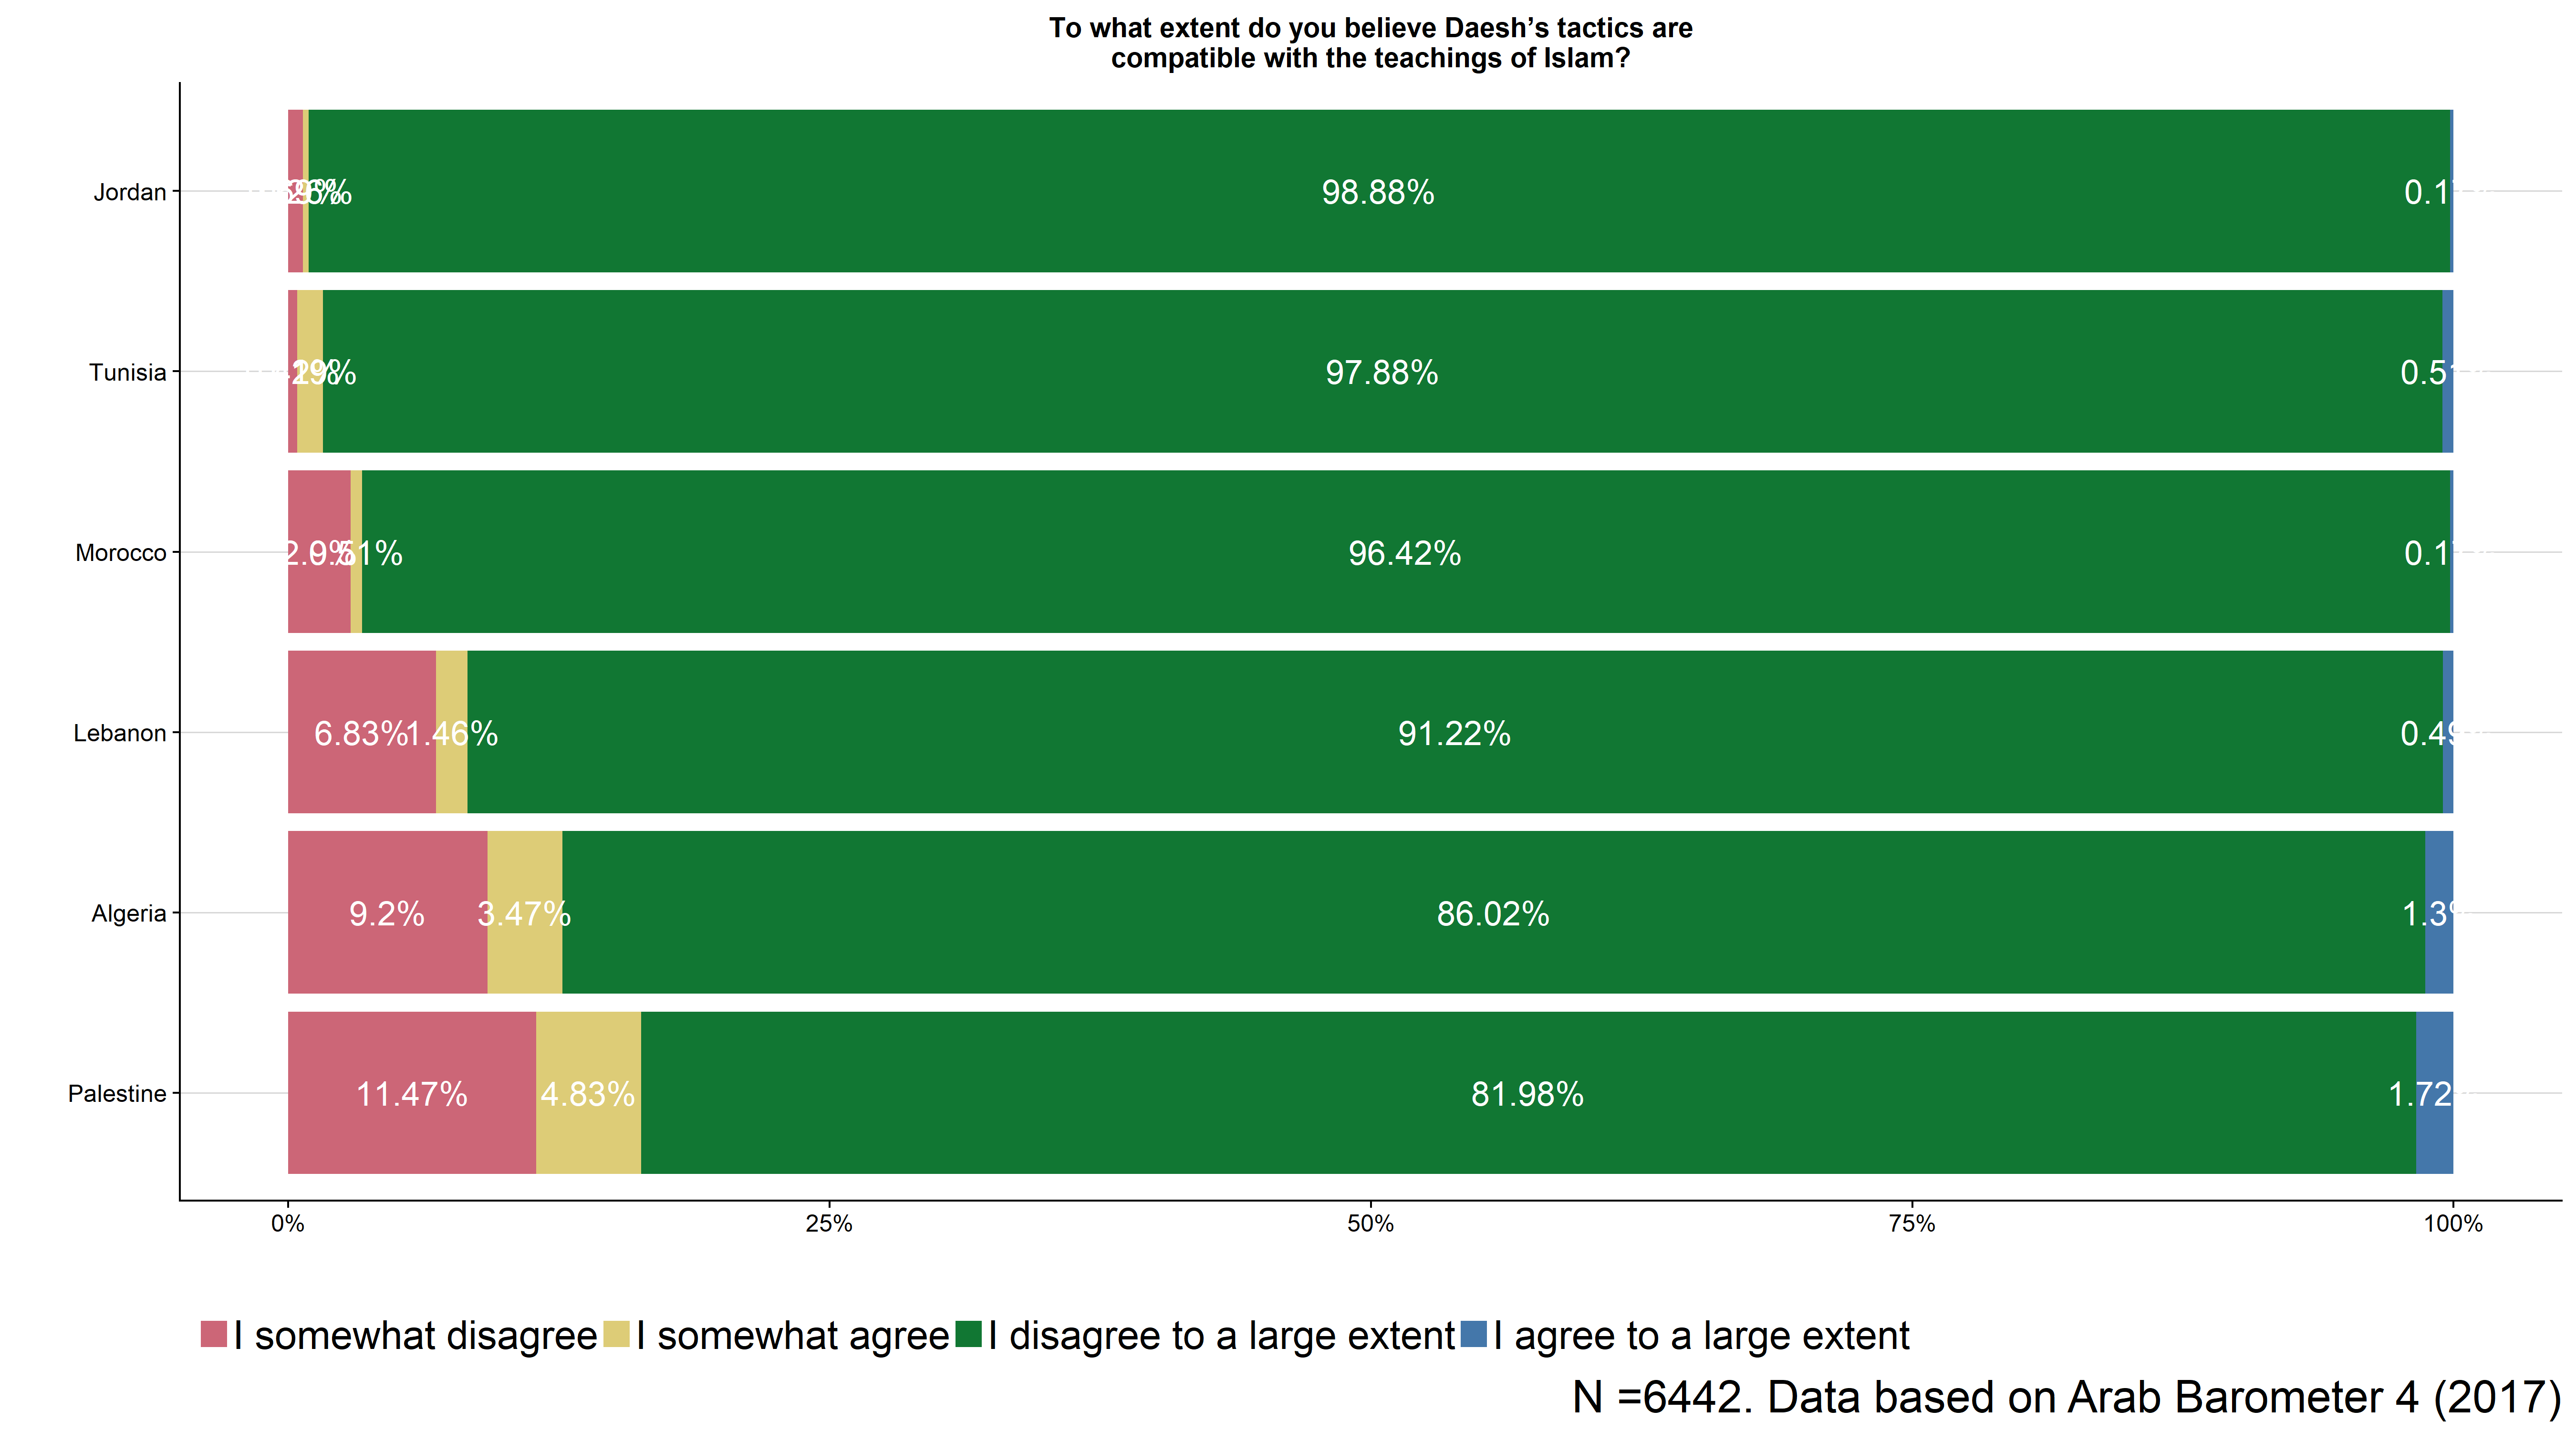 To what extent do you believe Daesh’s tactics are
compatible with the teachings of Islam?
Jordan
98.88%
Tunisia
97.88%
Morocco
96.42%
Lebanon 6.83% 1.46% 91.22%
Algeria 9.2% 3.47% 86.02%
Palestine 11.47% 4.83% 81.98%
0% 25% 50% 75% 100%
I somewhat disagree I somewhat agree I disagree to a large extent I agree to a large extent
N =6442. Data based on Arab Barometer 4 (2017)